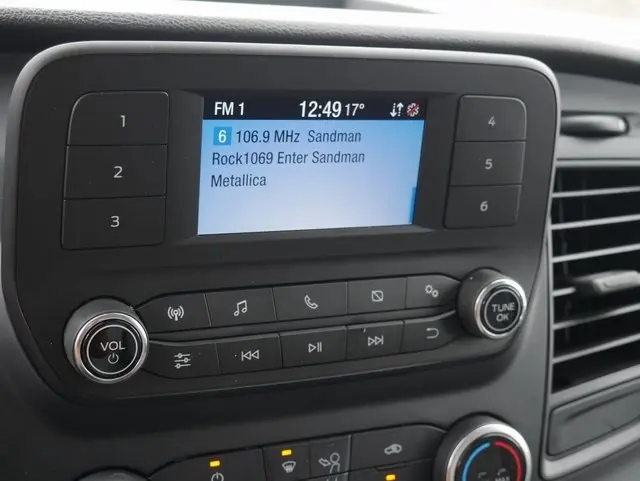 FM 1 12:49 17°
6 106.9 MHz Sandman
Rock1069 Enter Sandman
Metallica
1
2
3
4
5
6
VOL
TUNE
OK